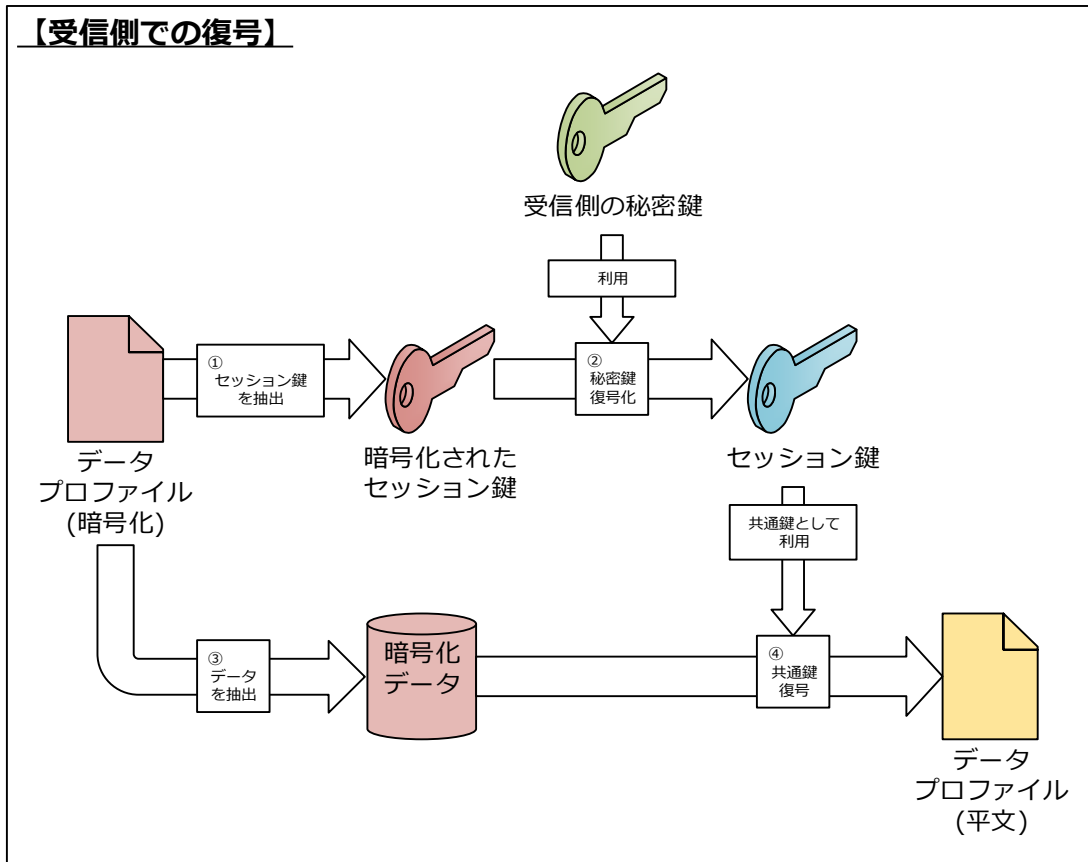 【受信側での復号】
受信側の秘密鍵
利用
①
セッション鍵
を抽出
②
秘密鍵
復号化
データ
プロファイル
(暗号化)
暗号化された
セッション鍵
セッション鍵
共通鍵として
利用
③
データ
を抽出
暗号化
データ
④
共通鍵
復号
データ
プロファイル
(平文)